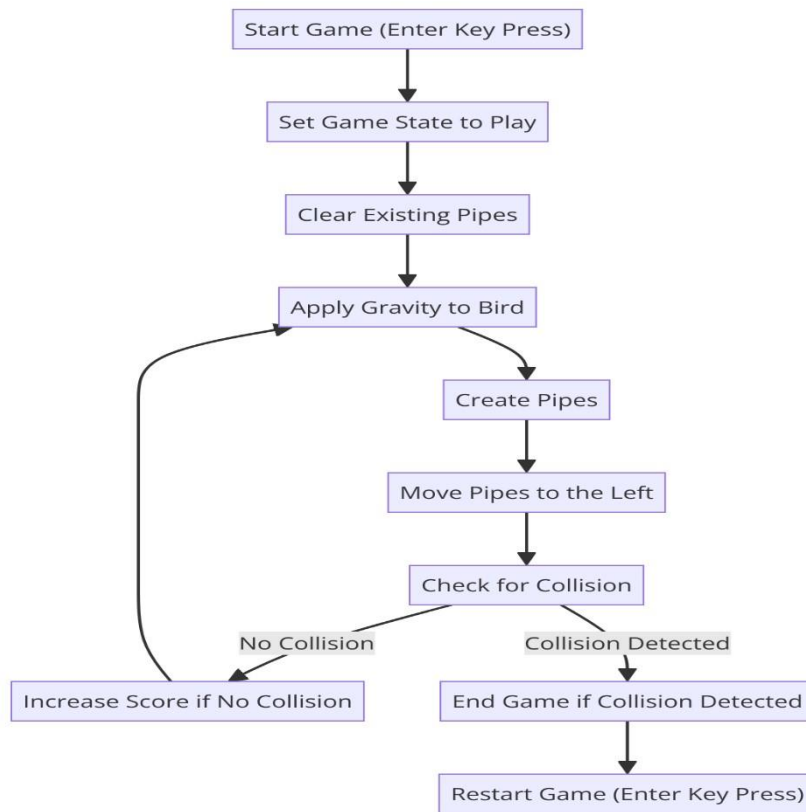 Start Game (Enter Key Press)
Set Game State to Play
Clear Existing Pipes
Apply Gravity to Bird
Create Pipes
Move Pipes to the Left
Check for Collision
No Collision
Collision Detected
Increase Score if No Collision
End Game if Collision Detected
Restart Game (Enter Key Press)